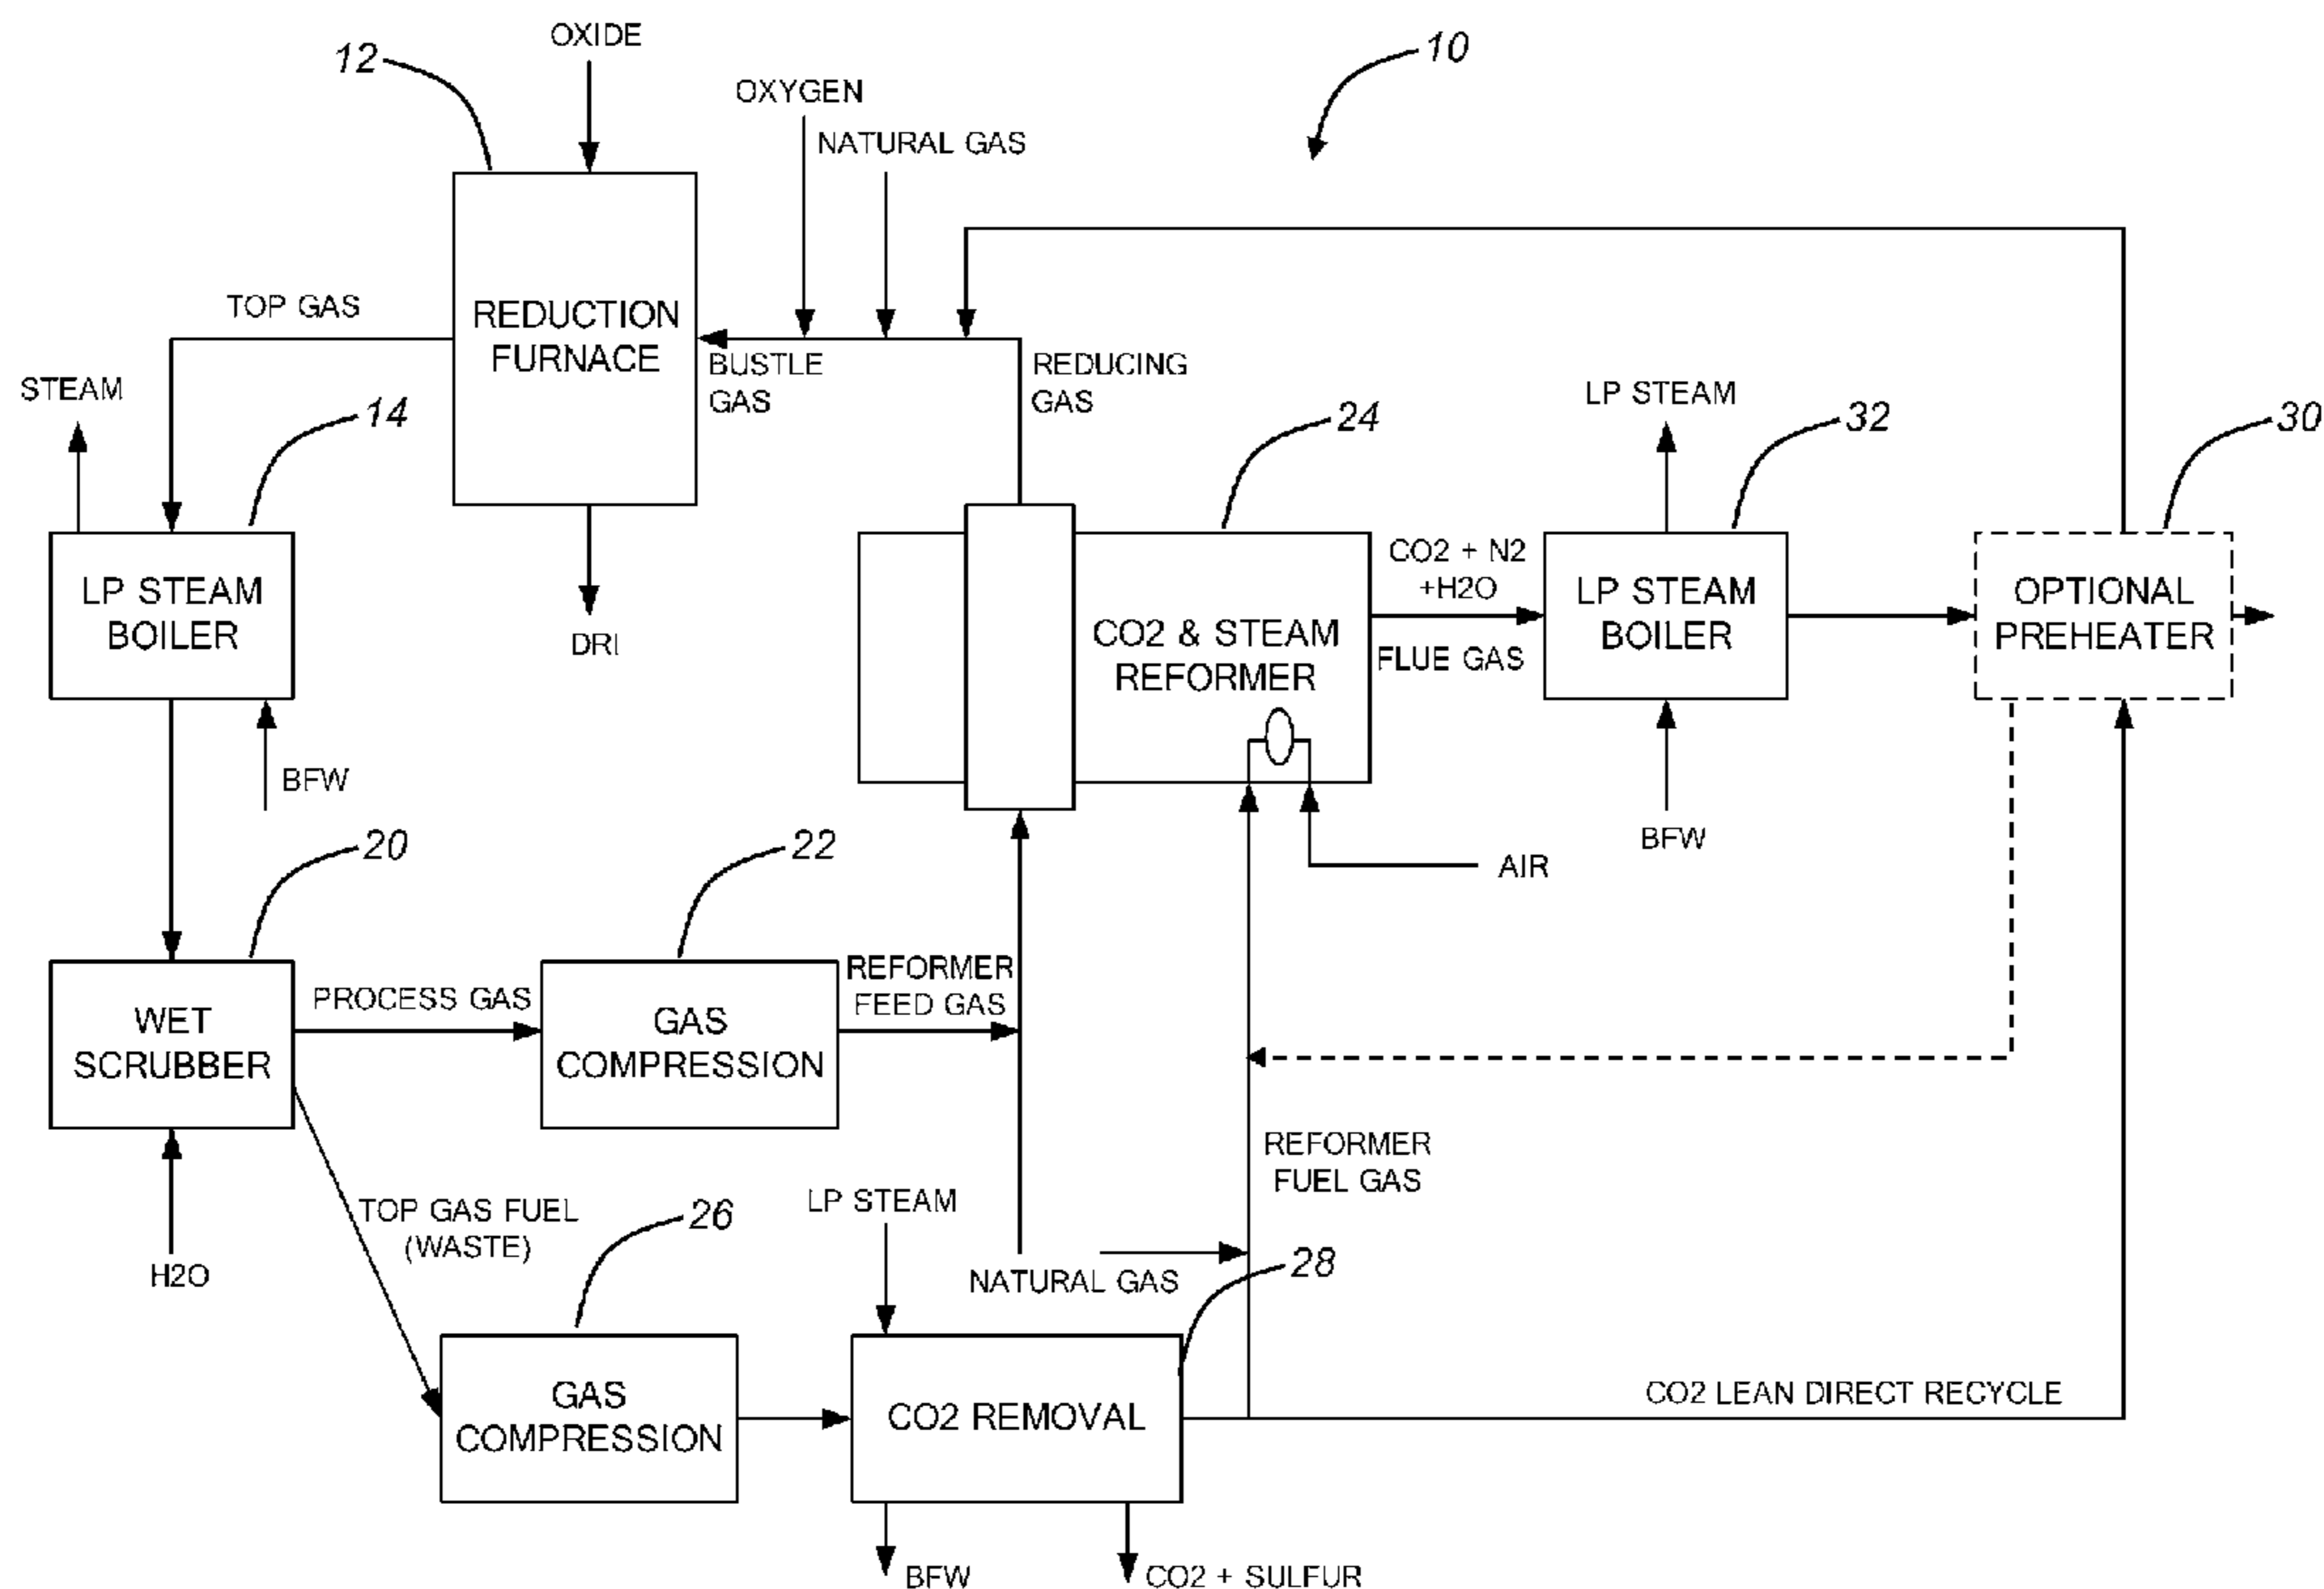 OXIDE
12
10
OXYGEN
NATURAL GAS
TOP GAS
REDUCTION
FURNACE
BUSTLE
GAS
REDUCING
GAS
STEAM
14
24
LP STEAM
32
30
LP STEAM
BOILER
DRI
CO2 & STEAM
REFORMER
CO2 + N2
+H2O
FLUE GAS
LP STEAM
BOILER
OPTIONAL
PREHEATER
BFW
BFW
AIR
20
22
WET
SCRUBBER
PROCESS GAS
GAS
COMPRESSION
REFORMER
FEED GAS
REFORMER
FUEL GAS
H2O
TOP GAS FUEL
(WASTE)
26
LP STEAM
NATURAL GAS
28
GAS
COMPRESSION
CO2 REMOVAL
CO2 LEAN DIRECT RECYCLE
BFW
CO2 + SULFUR